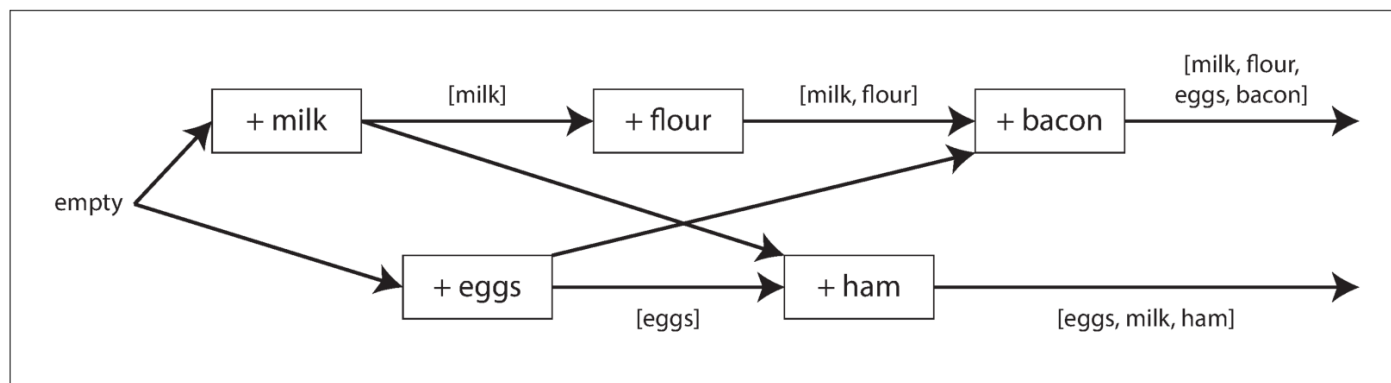 [milk, flour,
eggs, bacon]
+ milk
[milk]
+ flour
[milk, flour]
+ bacon
empty
+ eggs
[eggs]
+ ham
[eggs, milk, ham]